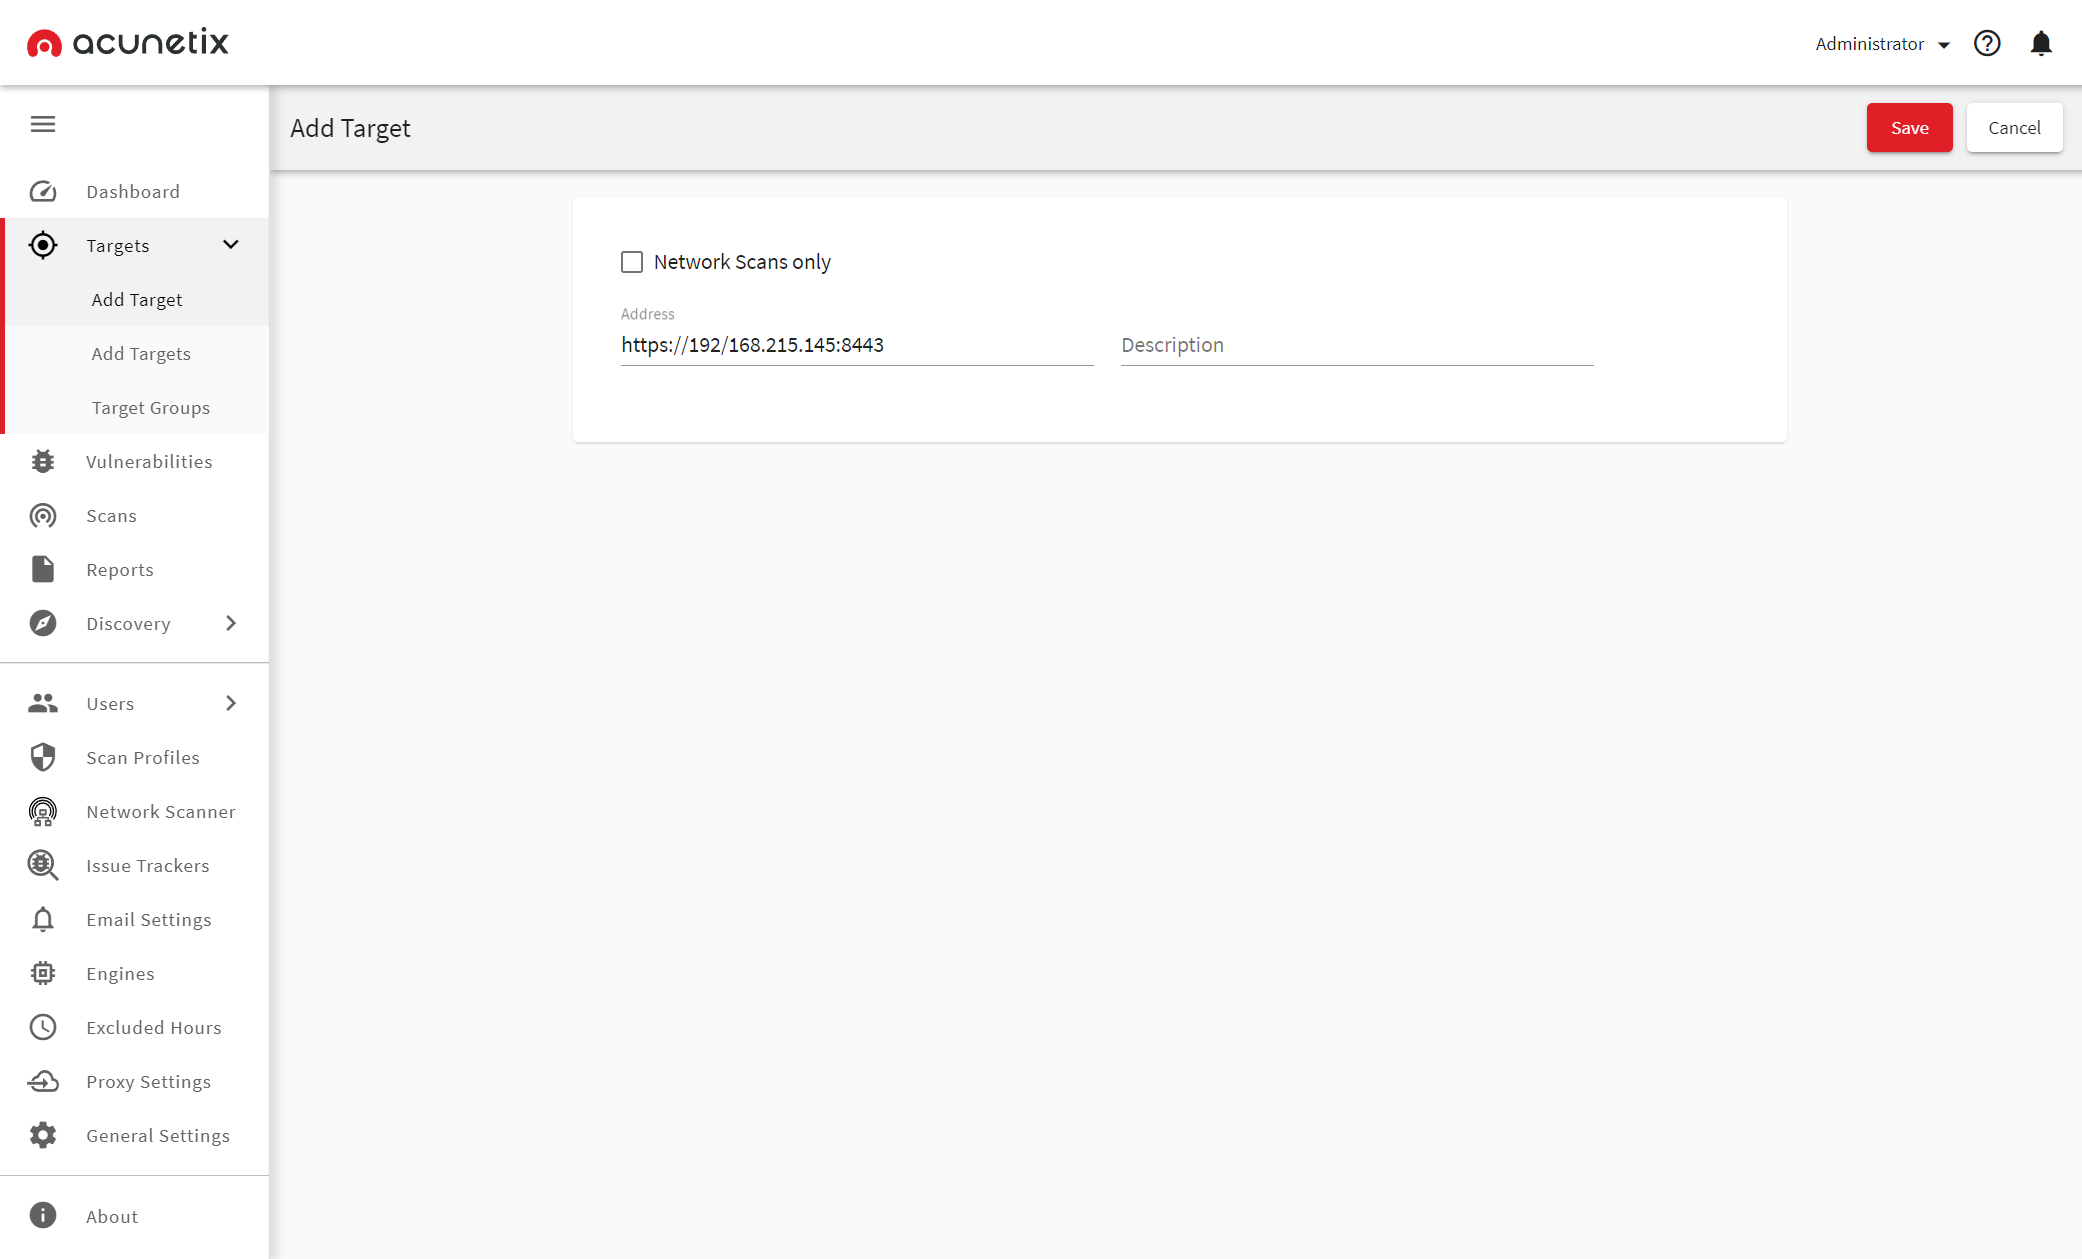 acunetix
Administrator
Add Target
Save
Cancel
Dashboard
Targets
Add Target
Add Targets
Target Groups
Vulnerabilities
Scans
Reports
Discovery
Users
Scan Profiles
Network Scanner
Issue Trackers
Email Settings
Engines
Excluded Hours
Proxy Settings
General Settings
About
Network Scans only
Address
https://192/168.215.145:8443
Description